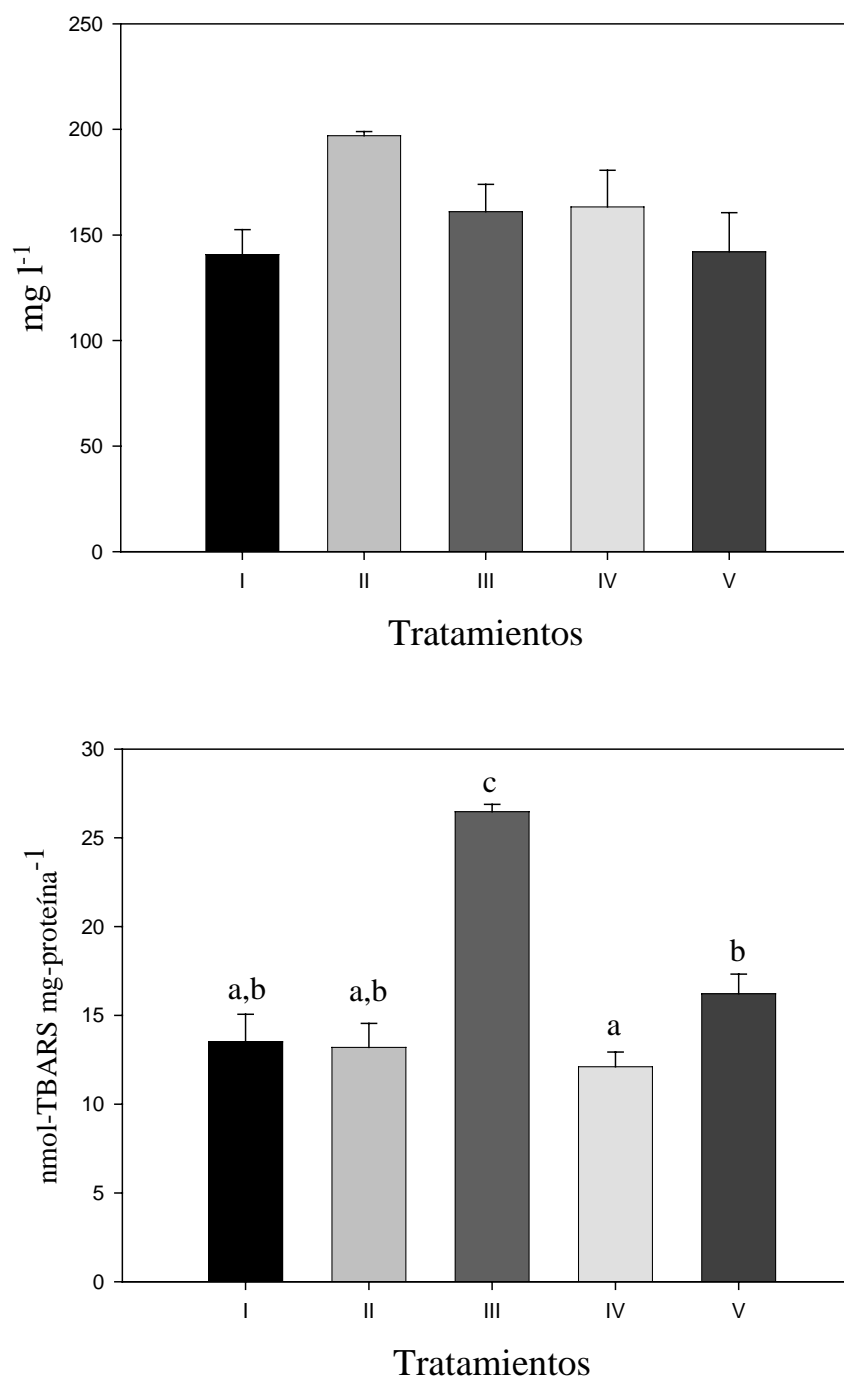 250
200
150
100
50
0
mg l-1
I II III IV V
Tratamientos
30
25
20
15
10
5
0
nmol-TBARS mg-proteína-1
c
b
a,b a,b
a
I II III IV V
Tratamientos